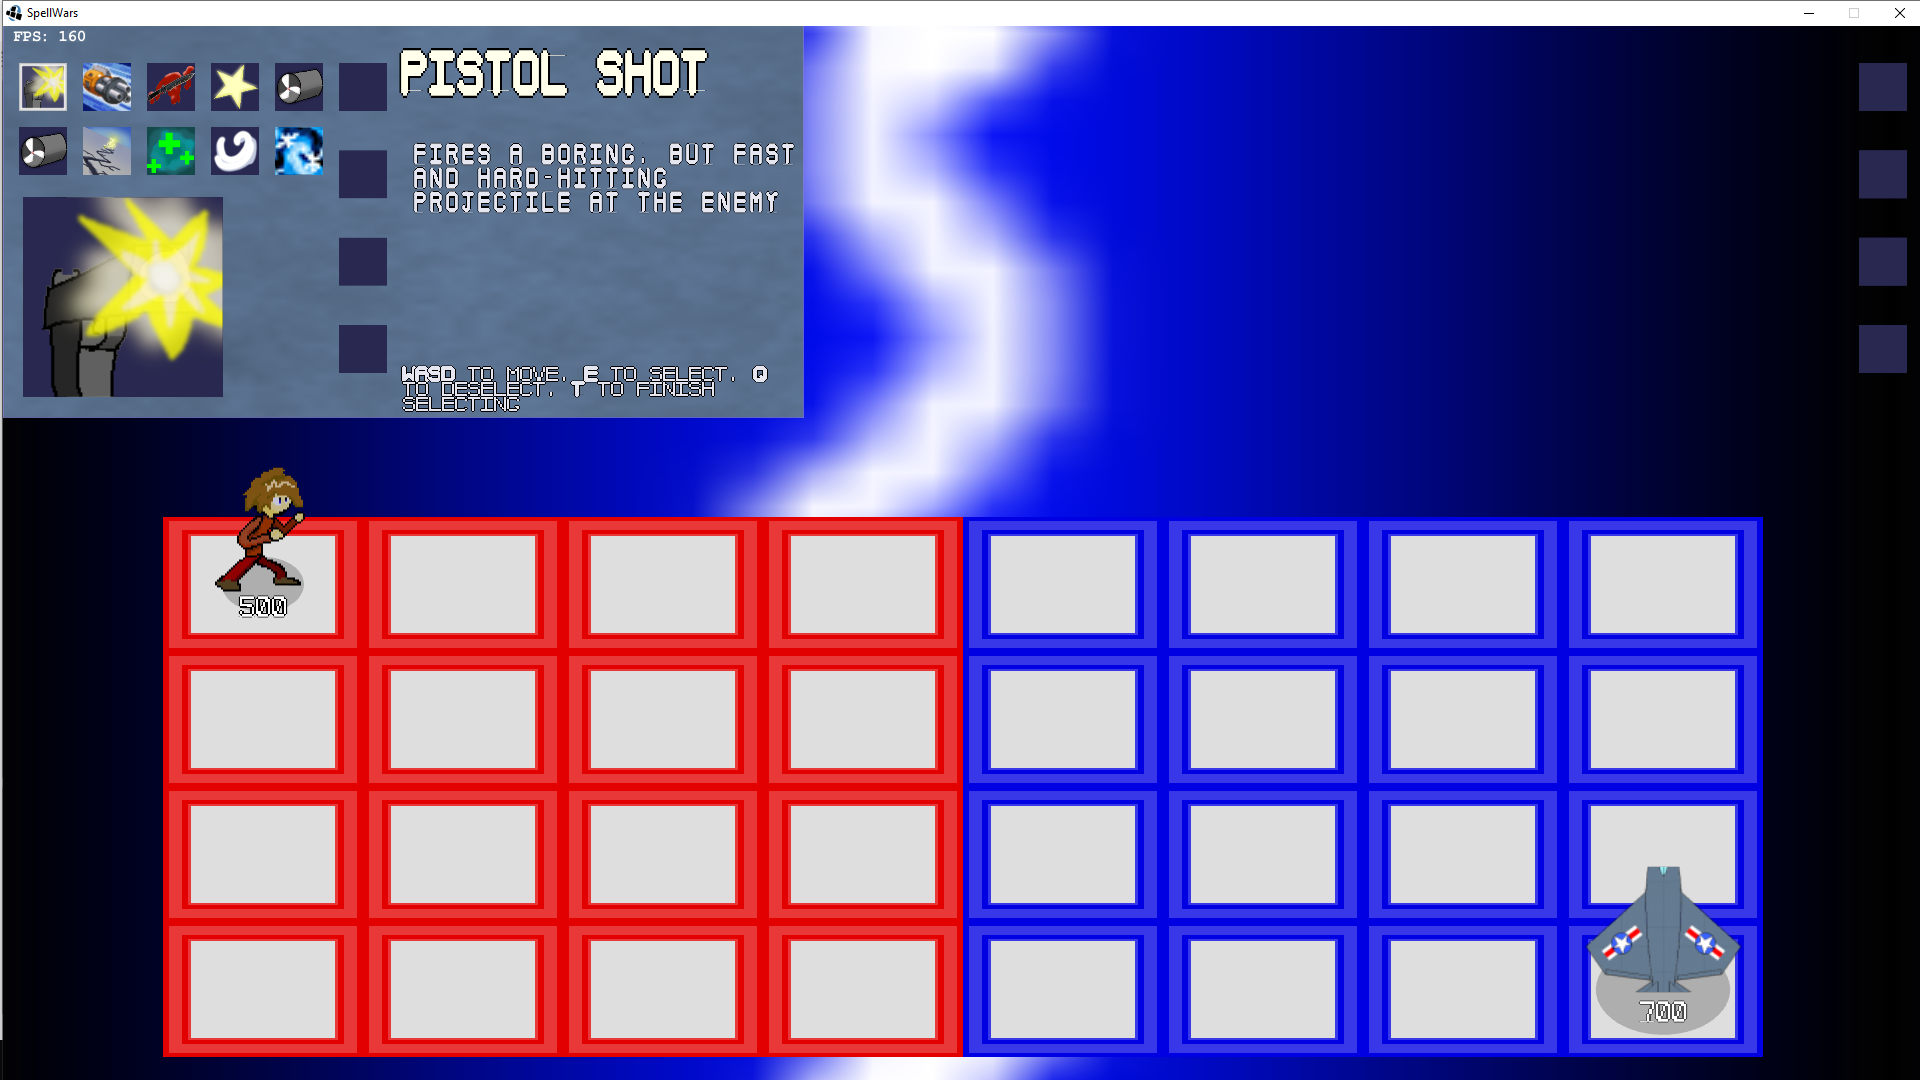 SpellWars
FPS: 160
PISTOL SHOT
FIRES A BORING, BUT FAST
AND HARD-HITTING
PROJECTILE AT THE ENEMY
WASD TO MOVE. E TO SELECT. Q
TO DESELECT. T TO FINISH
SELECTING
500
700